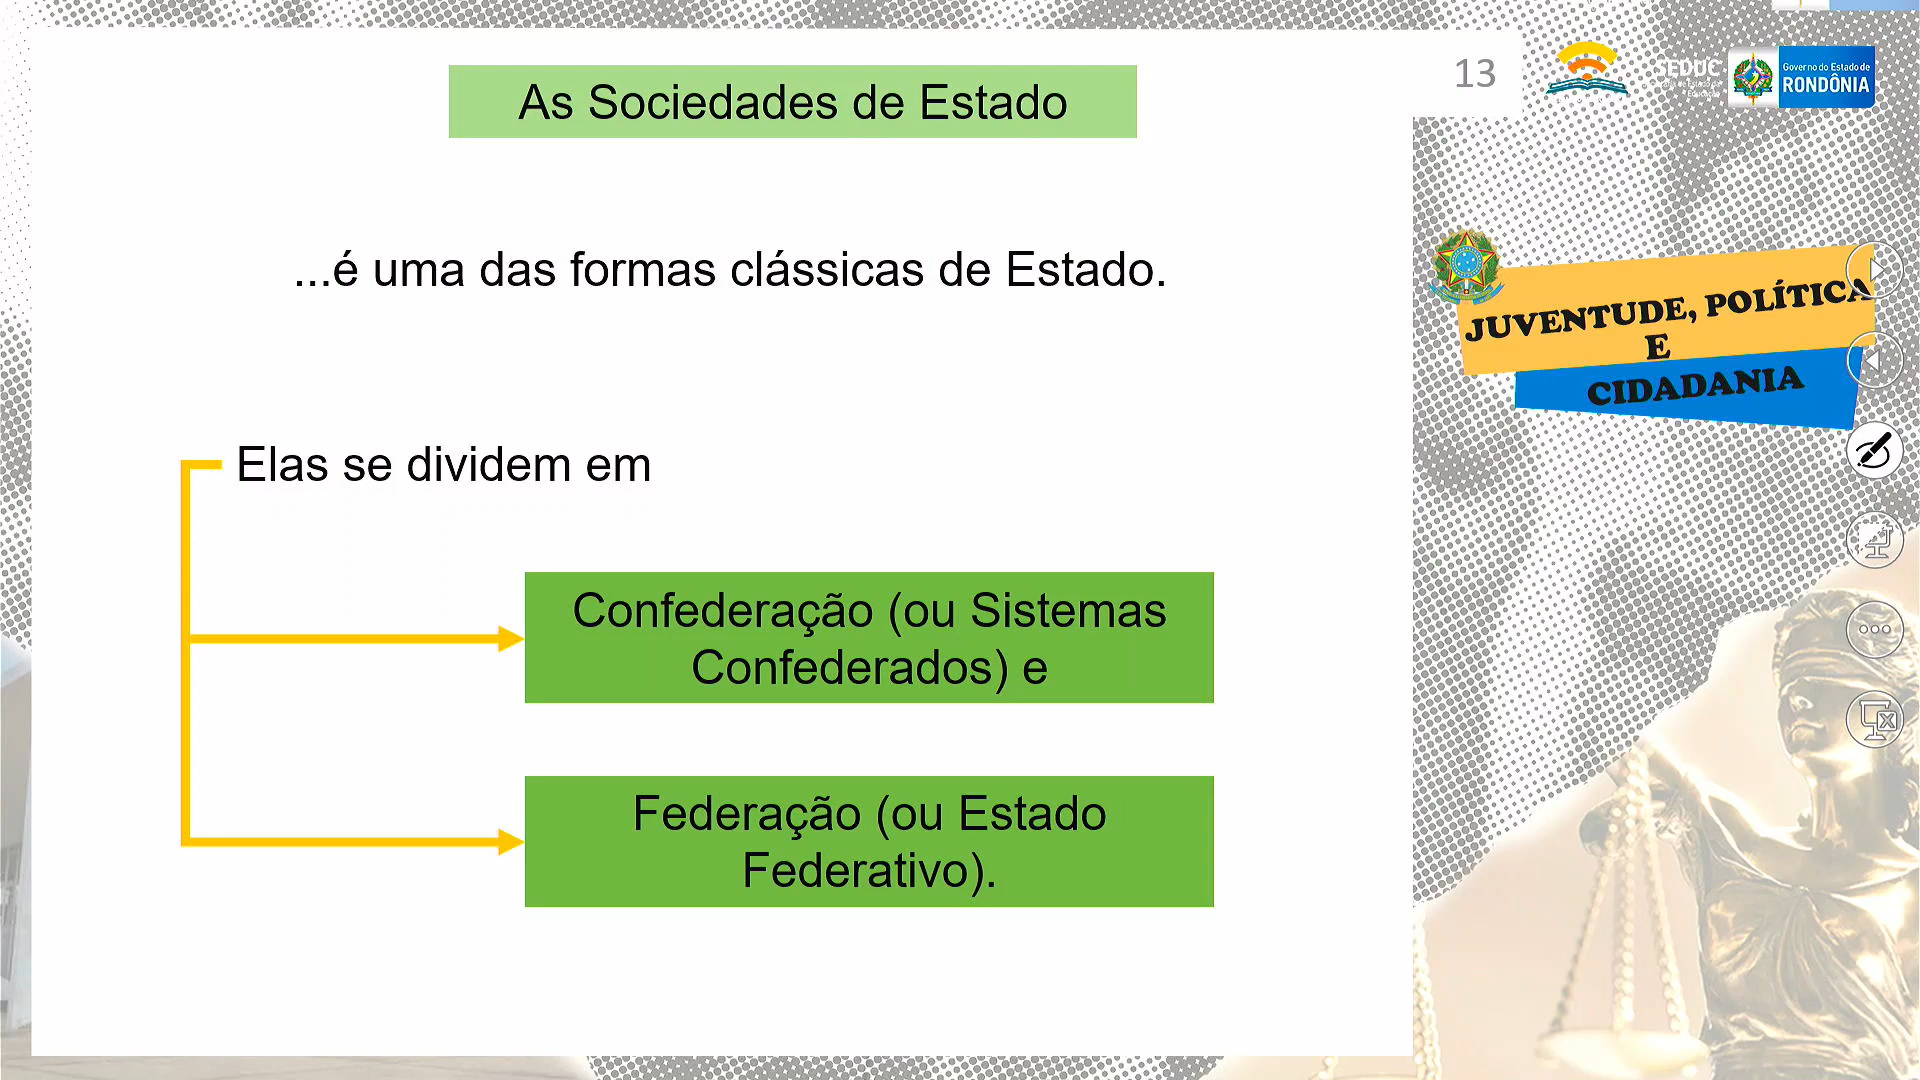 As Sociedades de Estado
13
SEDUC
Governo do Estado de
RONDÔNIA
...é uma das formas clássicas de Estado.
JUVENTUDE, POLÍTICA
E
CIDADANIA
Elas se dividem em
Confederação (ou Sistemas
Confederados) e
Federação (ou Estado
Federativo).